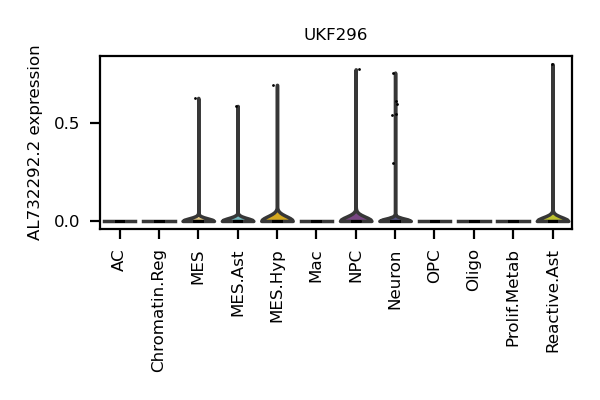 UKF296
AL732292.2 expression
0.5
0.0
AC
Chromatin.Reg
MES
MES.Ast
MES.Hyp
Mac
NPC
Neuron
OPC
Oligo
Prolif.Metab
Reactive.Ast